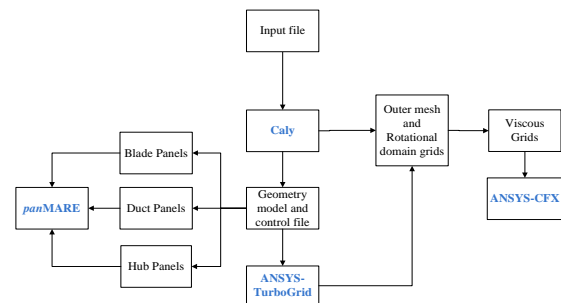 Input file
Caly
Outer mesh
and
Rotational
domain grids
Viscous
Grids
ANSYS-CFX
Blade Panels
panMARE
Duct Panels
Geometry
model and
control file
Hub Panels
ANSYS-
TurboGrid